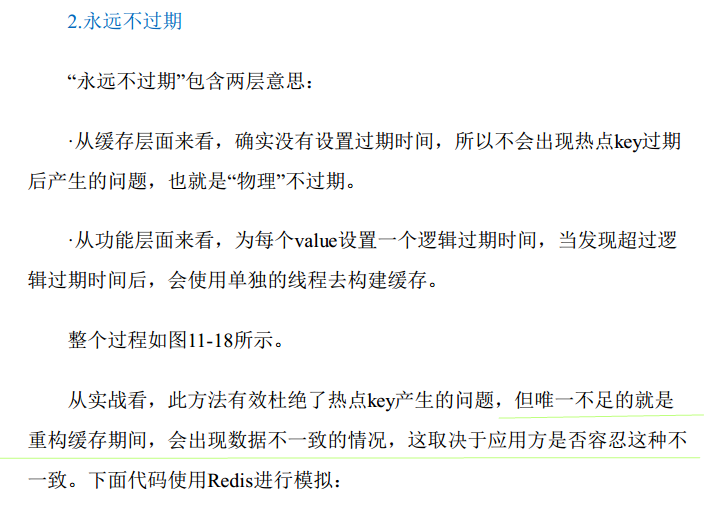 2.永远不过期
“永远不过期”包含两层意思：
·从缓存层面来看，确实没有设置过期时间，所以不会出现热点key过期
后产生的问题，也就是“物理”不过期。
·从功能层面来看，为每个value设置一个逻辑过期时间，当发现超过逻
辑过期时间后，会使用单独的线程去构建缓存。
整个过程如图11-18所示。
从实战看，此方法有效杜绝了热点key产生的问题，但唯一不足的就是
重构缓存期间，会出现数据不一致的情况，这取决于应用方是否容忍这种不
一致。下面代码使用Redis进行模拟：